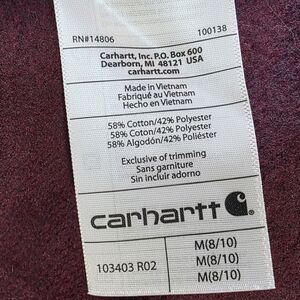 RN#14806 100138
Carhartt, Inc. P.O. Box 600
Dearborn, MI 48121 USA
carhartt.com
Made in Vietnam
Fabriqué au Vietnam
Hecho en Vietnam
58% Cotton/42% Polyester
58% Coton/42% Polyester
58% Algodón/42% Poliéster
Exclusive of trimming
Sans garniture
Sin incluir adorno
carhartt
103403 R02
M(8/10)
M(8/10)
M(8/10)